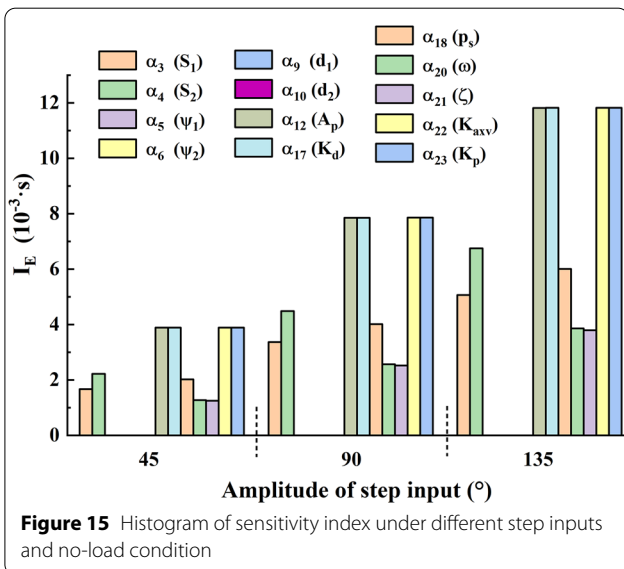 α3 (S1)
α4 (S2)
α5 (ψ1)
α6 (ψ2)
α9 (d1)
α10 (d2)
α12 (Ap)
α17 (Kd)
α18 (ps)
α20 (ω)
α21 (ζ)
α22 (Kaxv)
α23 (Kp)
IE (10⁻³·s)
12
10
8
6
4
2
0
45 90 135
Amplitude of step input (°)
Figure 15 Histogram of sensitivity index under different step inputs
and no-load condition